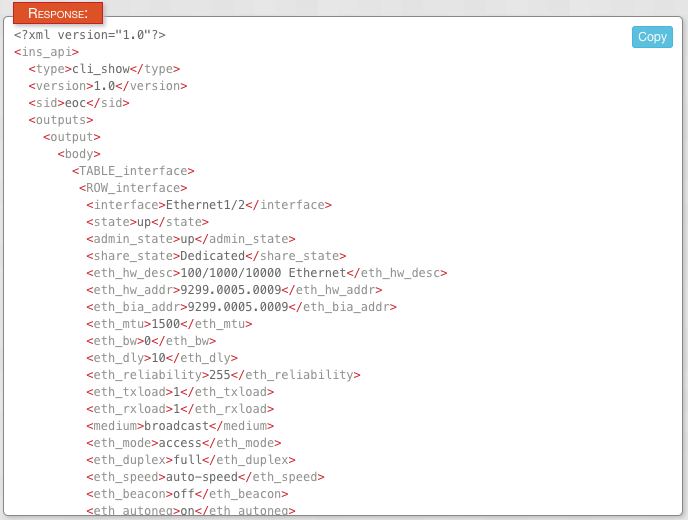 RESPONSE:
Copy
<?xml version="1.0"?>
<ins_api>
<type>cli_show</type>
<version>1.0</version>
<sid>eoc</sid>
<outputs>
<output>
<body>
<TABLE_interface>
<ROW_interface>
<interface>Ethernet1/2</interface>
<state>up</state>
<admin_state>up</admin_state>
<share_state>Dedicated</share_state>
<eth_hw_desc>100/1000/10000 Ethernet</eth_hw_desc>
<eth_hw_addr>9299.0005.0009</eth_hw_addr>
<eth_bia_addr>9299.0005.0009</eth_bia_addr>
<eth_mtu>1500</eth_mtu>
<eth_bw>0</eth_bw>
<eth_dly>10</eth_dly>
<eth_reliability>255</eth_reliability>
<eth_txload>1</eth_txload>
<eth_rxload>1</eth_rxload>
<medium>broadcast</medium>
<eth_mode>access</eth_mode>
<eth_duplex>full</eth_duplex>
<eth_speed>auto-speed</eth_speed>
<eth_beacon>off</eth_beacon>
<eth_autoneg>on</eth_autoneg>